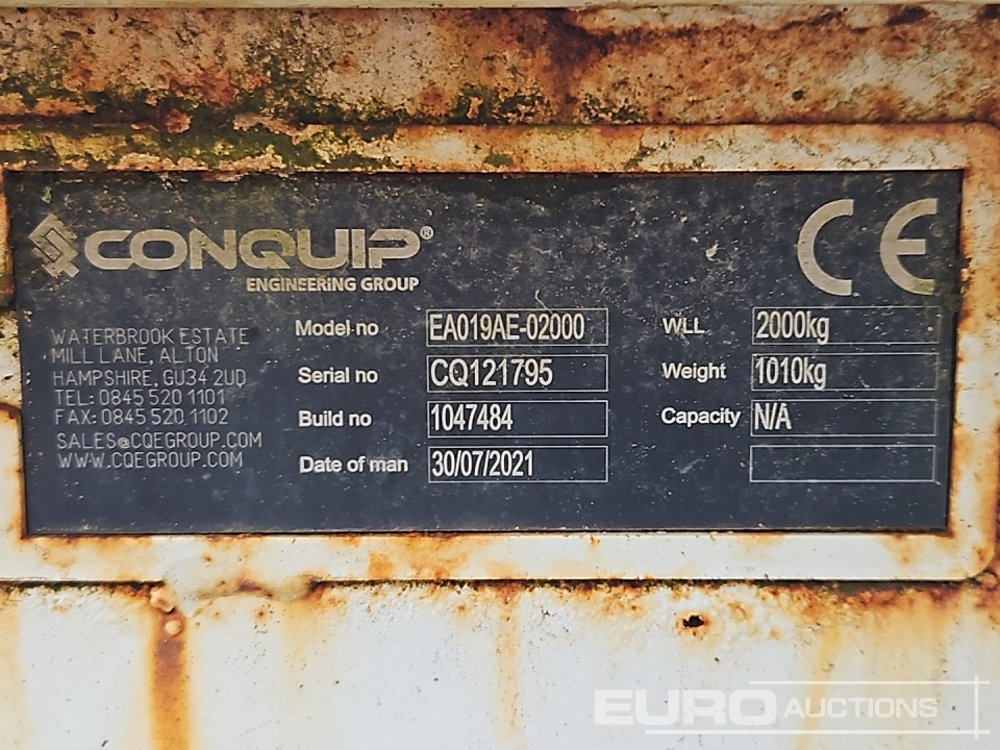 CONQUIP®
ENGINEERING GROUP
CE
WATERBROOK ESTATE
MILL LANE, ALTON
HAMPSHIRE, GU34 2UD
TEL: 0845 520 1101
FAX: 0845 520 1102
SALES@CQEGROUP.COM
WWW.CQEGROUP.COM
Model no EA019AE-02000
Serial no CQ121795
Build no 1047484
Date of man 30/07/2021
WLL 2000kg
Weight 1010kg
Capacity N/A
EURO AUCTIONS